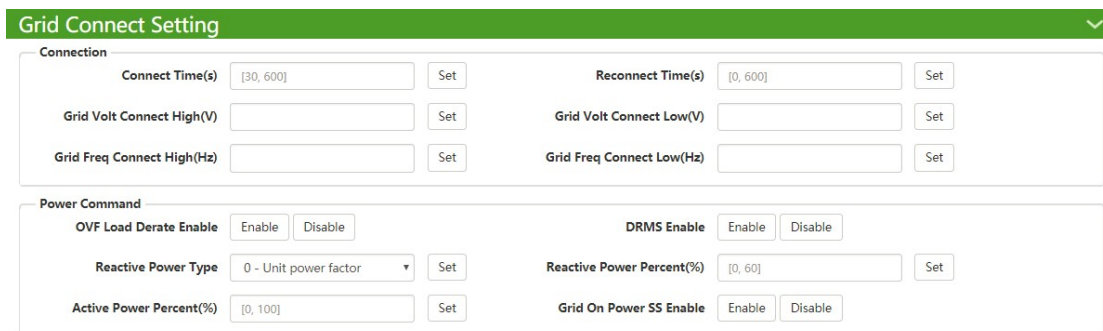 Grid Connect Setting
Connection
Connect Time(s) [30, 600] Set Reconnect Time(s) [0, 600] Set
Grid Volt Connect High(V) Set Grid Volt Connect Low(V) Set
Grid Freq Connect High(Hz) Set Grid Freq Connect Low(Hz) Set
Power Command
OVF Load Derate Enable Enable Disable DRMS Enable Enable Disable
Reactive Power Type 0 - Unit power factor Set Reactive Power Percent(%) [0, 60] Set
Active Power Percent(%) [0, 100] Set Grid On Power SS Enable Enable Disable